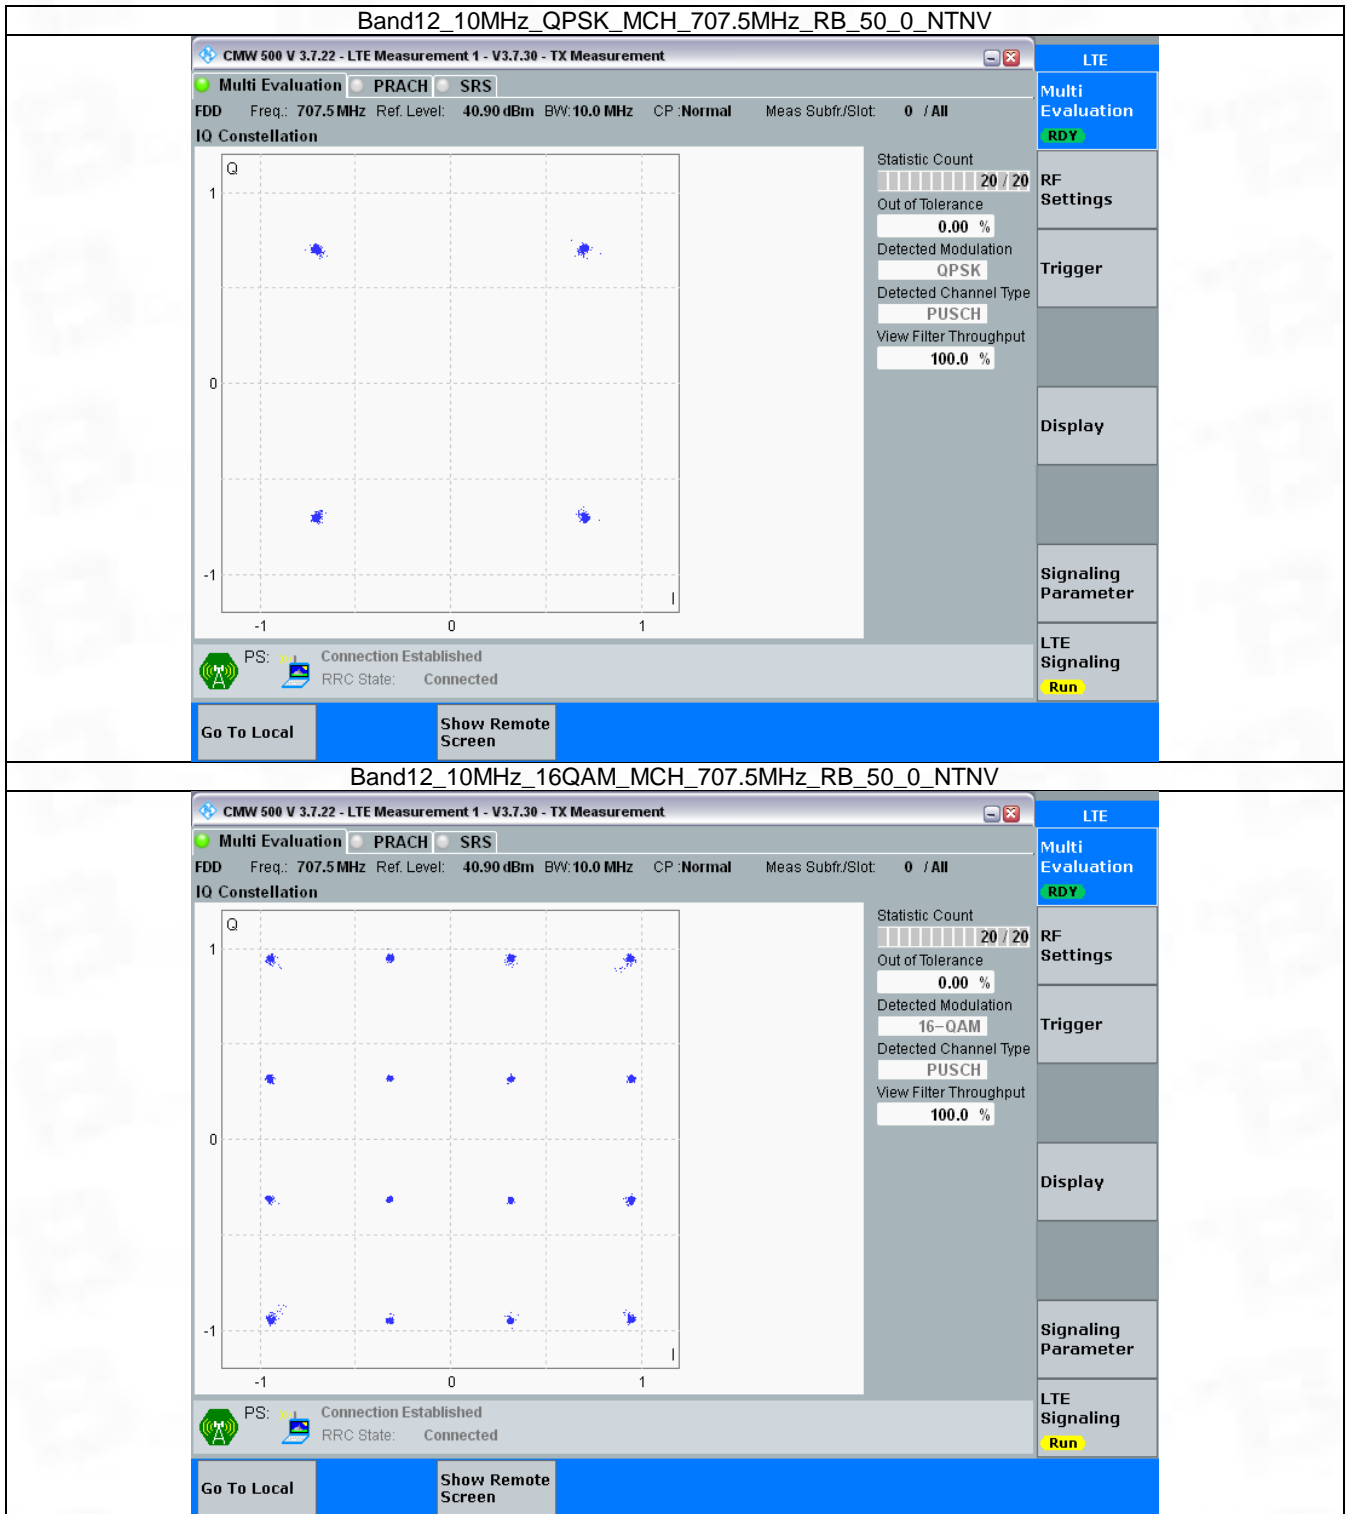 Band12_10MHz_QPSK_MCH_707.5MHz_RB_50_0_NTNV
CMW 500 V 3.7.22 - LTE Measurement 1 - V3.7.30 - TX Measurement
LTE
Multi Evaluation PRACH SRS
Multi
Evaluation
RDY
FDD Freq.: 707.5 MHz Ref. Level: 40.90 dBm BW: 10.0 MHz CP : Normal Meas Subfr./Slot: 0 / All
IQ Constellation
Q
1
0
-1
I
-1 0 1
Statistic Count
20 / 20
Out of Tolerance
0.00 %
Detected Modulation
QPSK
Detected Channel Type
PUSCH
View Filter Throughput
100.0 %
RF
Settings
Trigger
Display
Signaling
Parameter
LTE
Signaling
Run
PS: Connection Established
RRC State: Connected
Go To Local
Show Remote
Screen
Band12_10MHz_16QAM_MCH_707.5MHz_RB_50_0_NTNV
CMW 500 V 3.7.22 - LTE Measurement 1 - V3.7.30 - TX Measurement
LTE
Multi Evaluation PRACH SRS
Multi
Evaluation
RDY
FDD Freq.: 707.5 MHz Ref. Level: 40.90 dBm BW: 10.0 MHz CP : Normal Meas Subfr./Slot: 0 / All
IQ Constellation
Q
1
0
-1
I
-1 0 1
Statistic Count
20 / 20
Out of Tolerance
0.00 %
Detected Modulation
16-QAM
Detected Channel Type
PUSCH
View Filter Throughput
100.0 %
RF
Settings
Trigger
Display
Signaling
Parameter
LTE
Signaling
Run
PS: Connection Established
RRC State: Connected
Go To Local
Show Remote
Screen